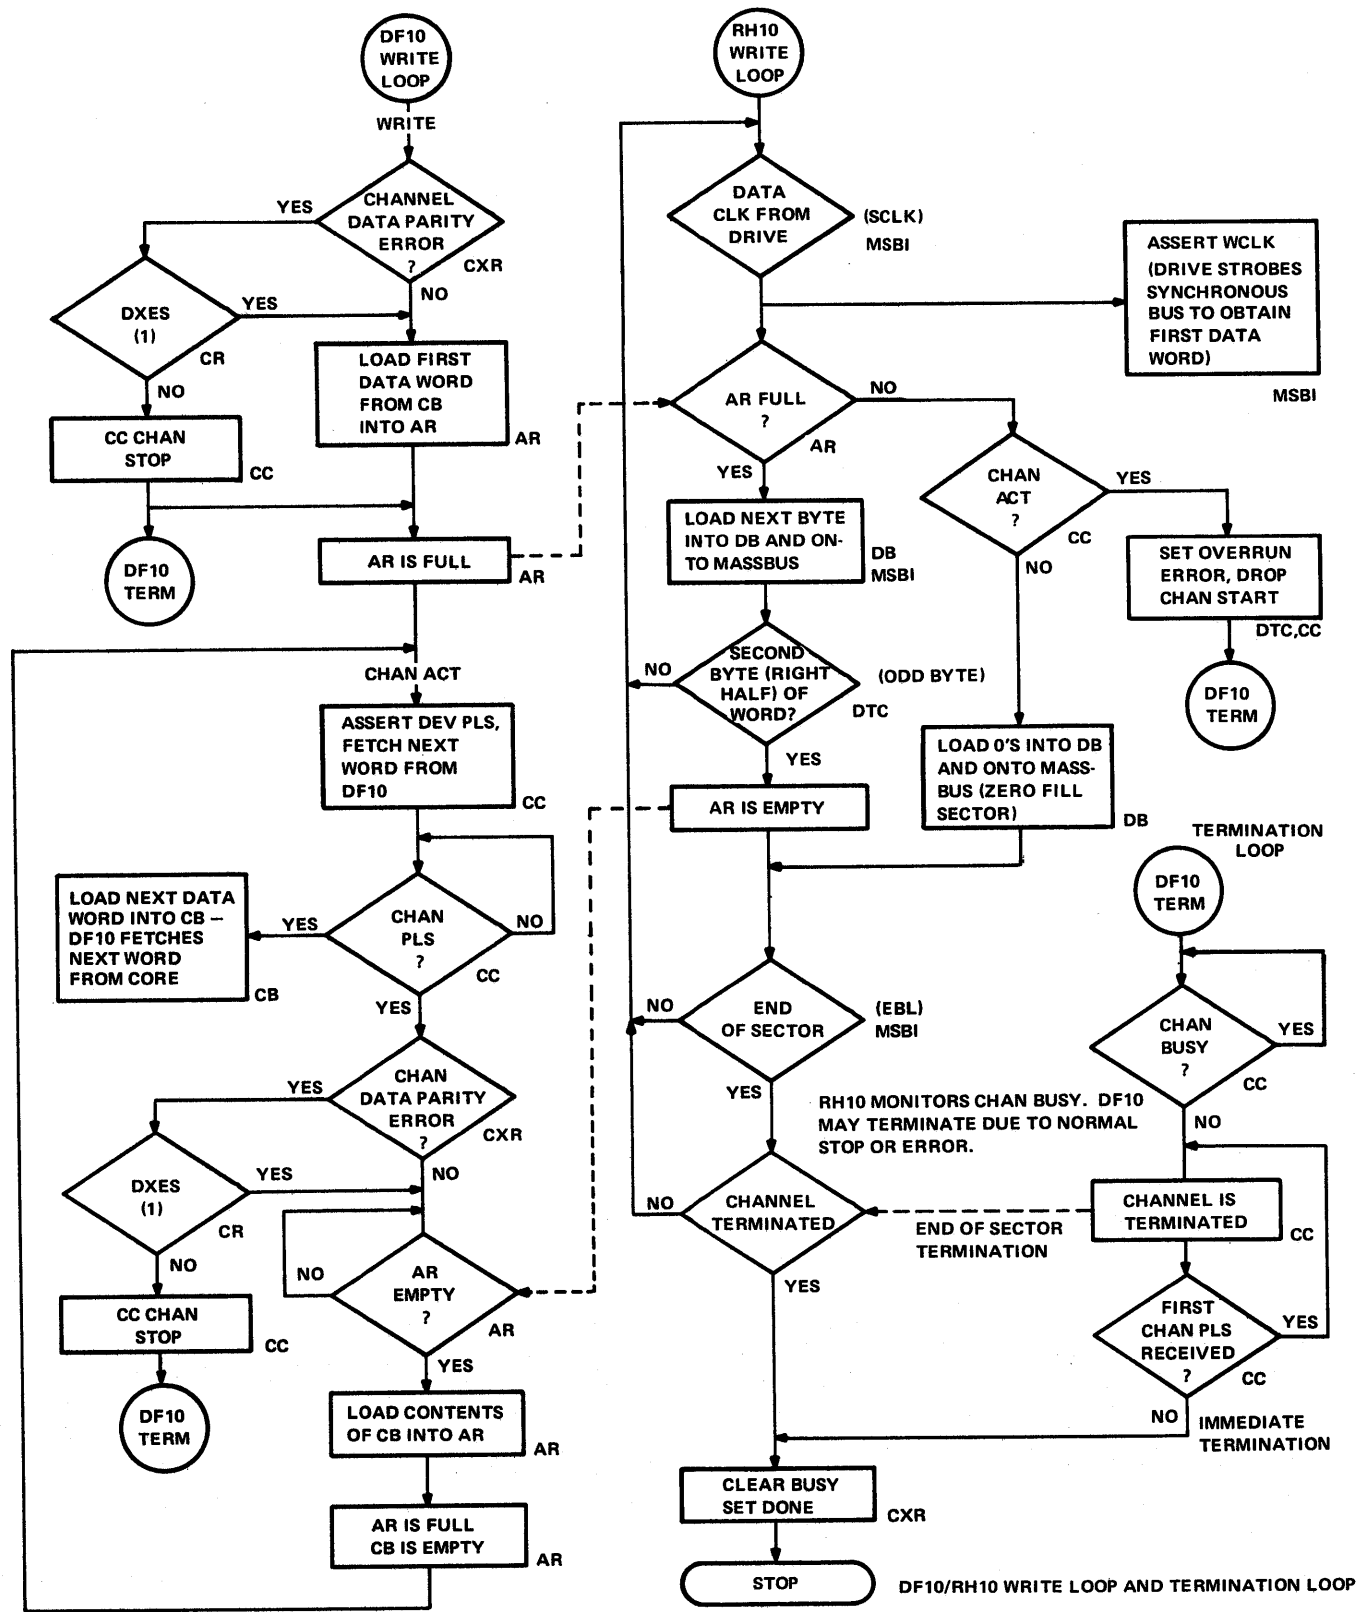 DF10
WRITE
LOOP
WRITE
CHANNEL
DATA PARITY
ERROR
?
CXR
YES
NO
DXES
(1)
CR
YES
NO
CC CHAN
STOP
CC
DF10
TERM
LOAD FIRST
DATA WORD
FROM CB
INTO AR
AR
AR IS FULL
AR
CHAN ACT
ASSERT DEV PLS,
FETCH NEXT
WORD FROM
DF10
CC
CHAN
PLS
?
CC
NO
YES
LOAD NEXT DATA
WORD INTO CB –
DF10 FETCHES
NEXT WORD
FROM CORE
CB
YES
CHAN
DATA PARITY
ERROR
?
CXR
YES
NO
DXES
(1)
CR
YES
NO
CC CHAN
STOP
CC
DF10
TERM
AR
EMPTY
?
AR
NO
YES
LOAD CONTENTS
OF CB INTO AR
AR
AR IS FULL
CB IS EMPTY
AR
RH10
WRITE
LOOP
DATA
CLK FROM
DRIVE
(SCLK)
MSBI
ASSERT WCLK
(DRIVE STROBES
SYNCHRONOUS
BUS TO OBTAIN
FIRST DATA
WORD)
MSBI
AR FULL
?
AR
NO
YES
LOAD NEXT BYTE
INTO DB AND ON-
TO MASSBUS
DB
MSBI
SECOND
BYTE (RIGHT
HALF) OF
WORD?
(ODD BYTE)
DTC
NO
YES
AR IS EMPTY
CHAN
ACT
?
CC
YES
NO
SET OVERRUN
ERROR, DROP
CHAN START
DTC,CC
DF10
TERM
LOAD 0'S INTO DB
AND ONTO MASS-
BUS (ZERO FILL
SECTOR)
DB
END
OF SECTOR
(EBL)
MSBI
NO
YES
CHANNEL
TERMINATED
NO
YES
CLEAR BUSY
SET DONE
CXR
STOP
TERMINATION
LOOP
DF10
TERM
CHAN
BUSY
?
CC
YES
NO
RH10 MONITORS CHAN BUSY. DF10
MAY TERMINATE DUE TO NORMAL
STOP OR ERROR.
CHANNEL IS
TERMINATED
CC
END OF SECTOR
TERMINATION
FIRST
CHAN PLS
RECEIVED
?
CC
YES
NO
IMMEDIATE
TERMINATION
DF10/RH10 WRITE LOOP AND TERMINATION LOOP